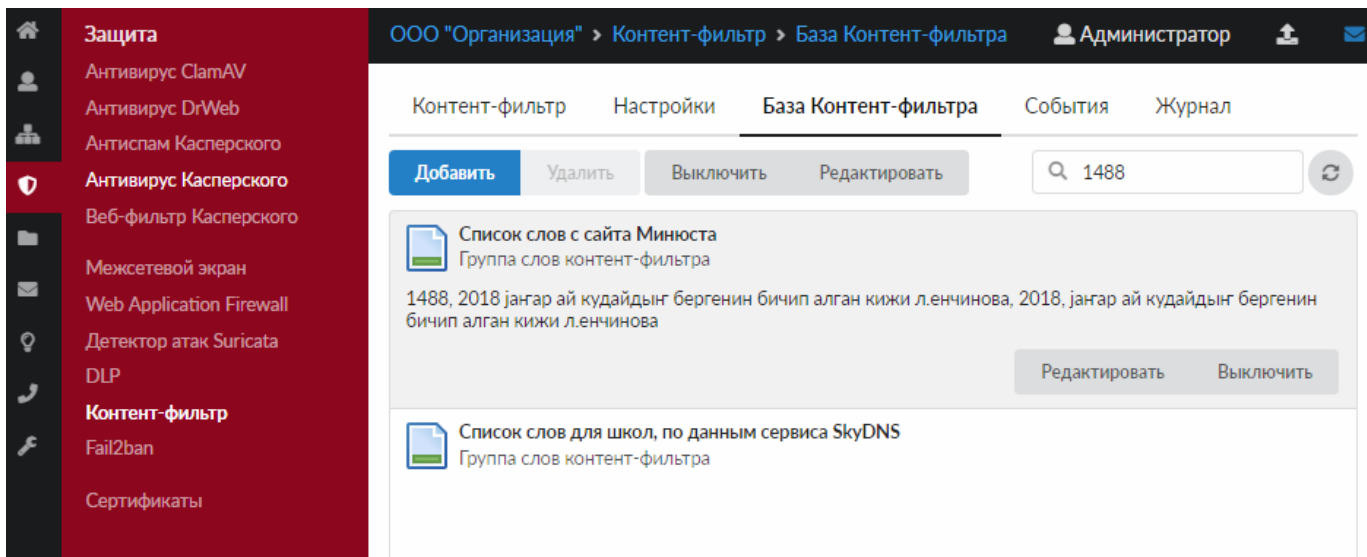 Защита
Антивирус ClamAV
Антивирус DrWeb
Антиспам Касперского
Антивирус Касперского
Веб-фильтр Касперского
Межсетевой экран
Web Application Firewall
Детектор атак Suricata
DLP
Контент-фильтр
Fail2ban
Сертификаты
ООО "Организация" > Контент-фильтр > База Контент-фильтра Администратор
Контент-фильтр Настройки База Контент-фильтра События Журнал
Добавить Удалить Выключить Редактировать 1488
Список слов с сайта Минюста
Группа слов контент-фильтра
1488, 2018 јаҥар ай кудайдыҥ бергенин бичип алган кижи л.енчинова, 2018, јаҥар ай кудайдыҥ бергенин
бичип алган кижи л.енчинова
Редактировать Выключить
Список слов для школ, по данным сервиса SkyDNS
Группа слов контент-фильтра